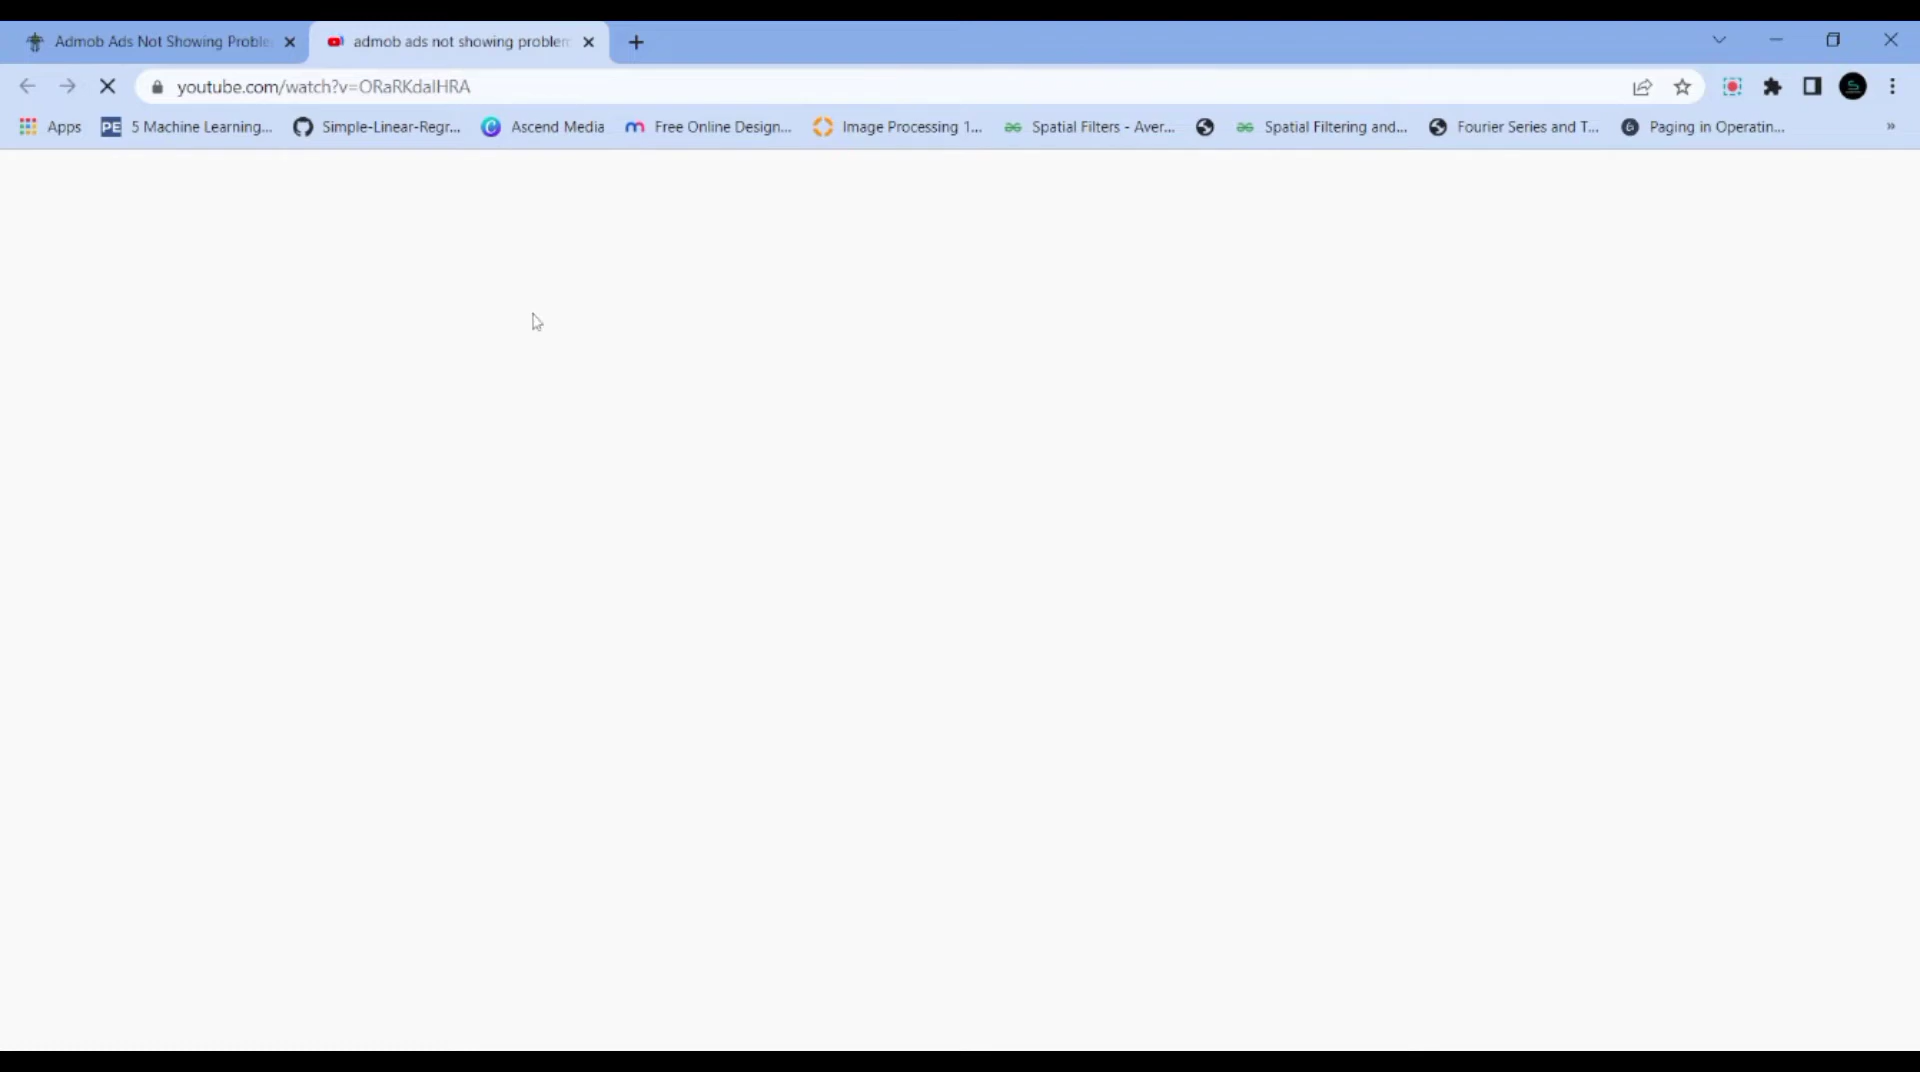 Admob Ads Not Showing Proble
admob ads not showing problem
youtube.com/watch?v=ORaRKdalHRA
Apps
PE 5 Machine Learning...
Simple-Linear-Regr...
Ascend Media
Free Online Design...
Image Processing 1...
Spatial Filters - Aver...
Spatial Filtering and...
Fourier Series and T...
Paging in Operatin...